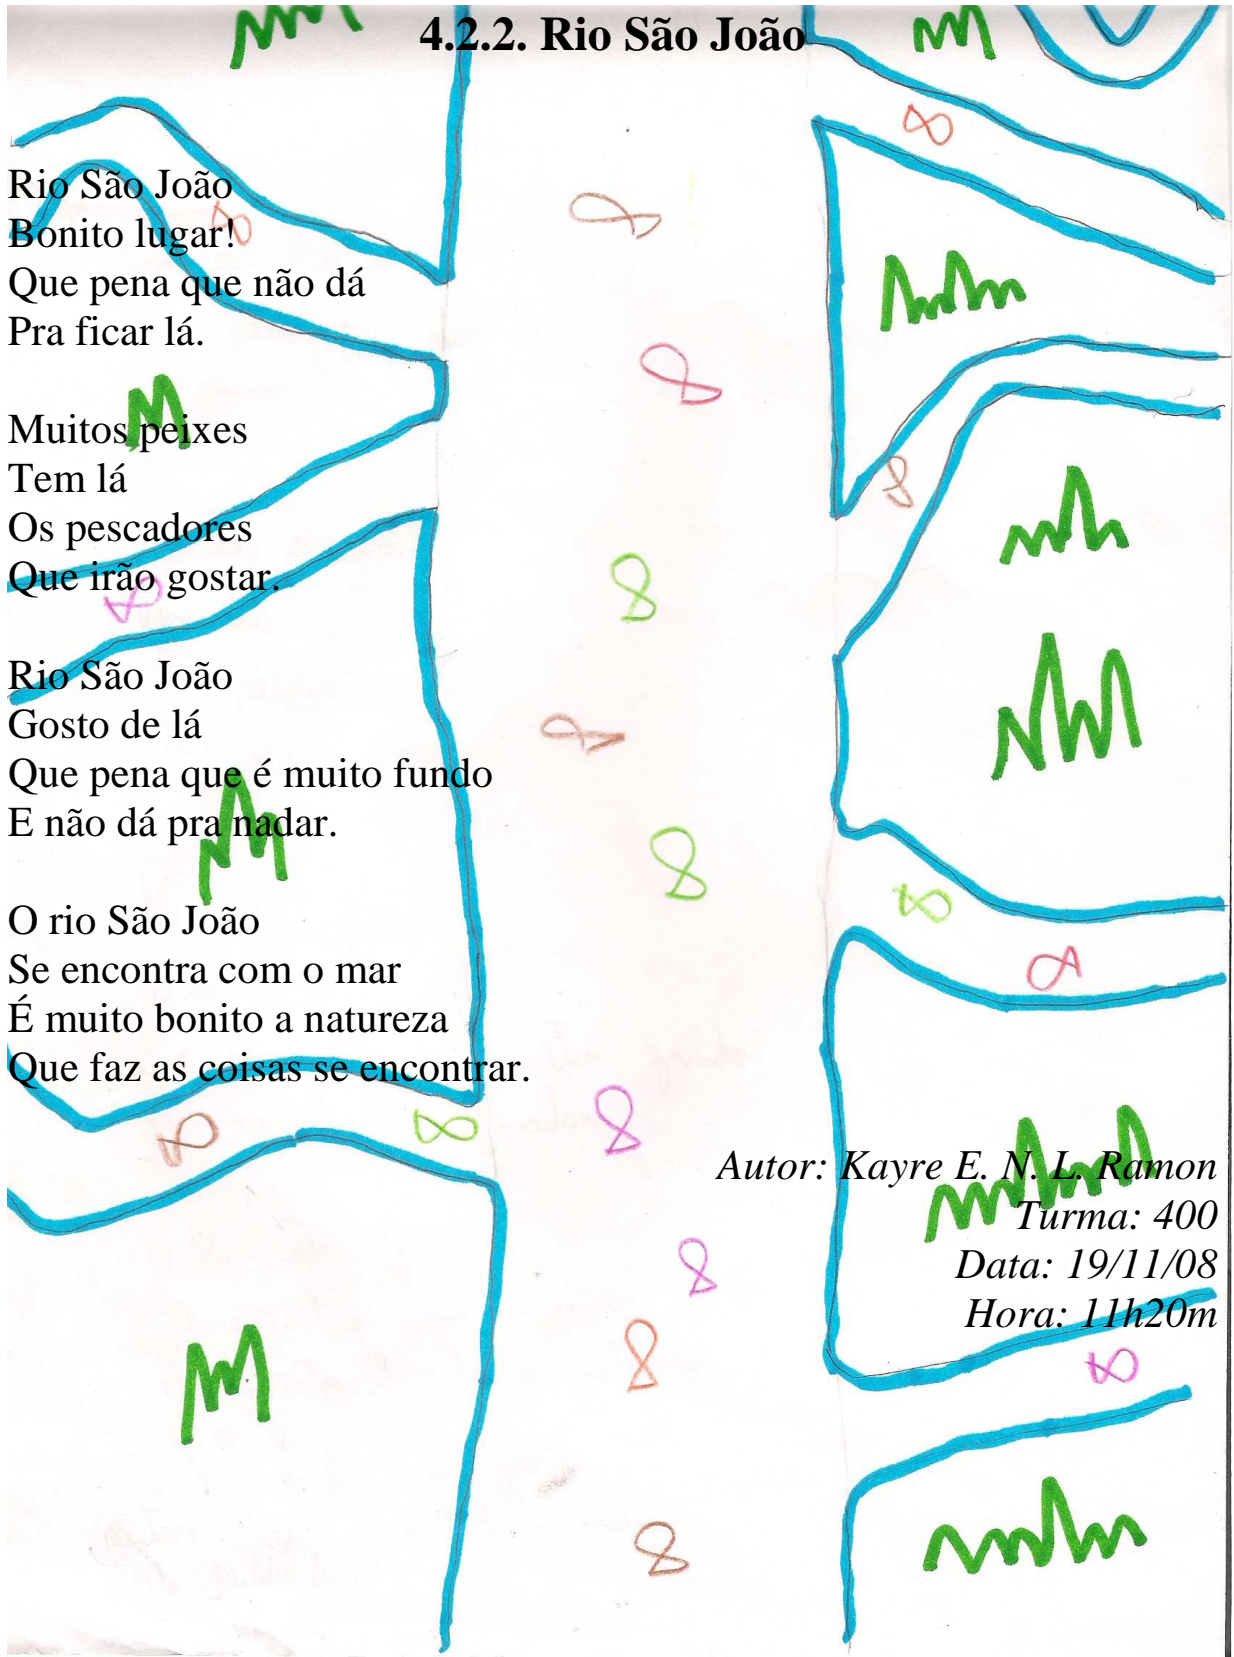 4.2.2. Rio São João
Rio São João
Bonito lugar!
Que pena que não dá
Pra ficar lá.
Muitos peixes
Tem lá
Os pescadores
Que irão gostar.
Rio São João
Gosto de lá
Que pena que é muito fundo
E não dá pra nadar.
O rio São João
Se encontra com o mar
É muito bonito a natureza
Que faz as coisas se encontrar.
Autor: Kayre E. N. L. Ramon
Turma: 400
Data: 19/11/08
Hora: 11h20m